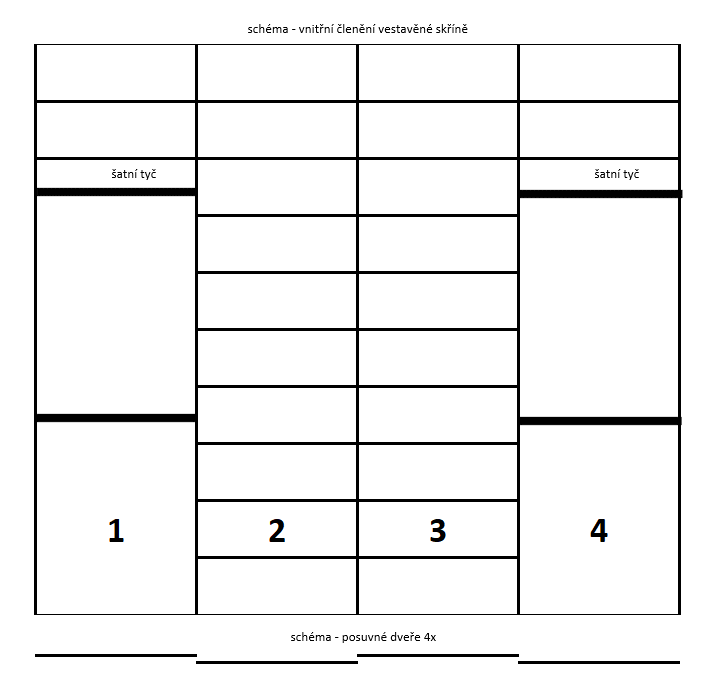 schéma - vnitřní členění vestavěné skříně
šatní tyč
šatní tyč
1
2
3
4
schéma - posuvné dveře 4x